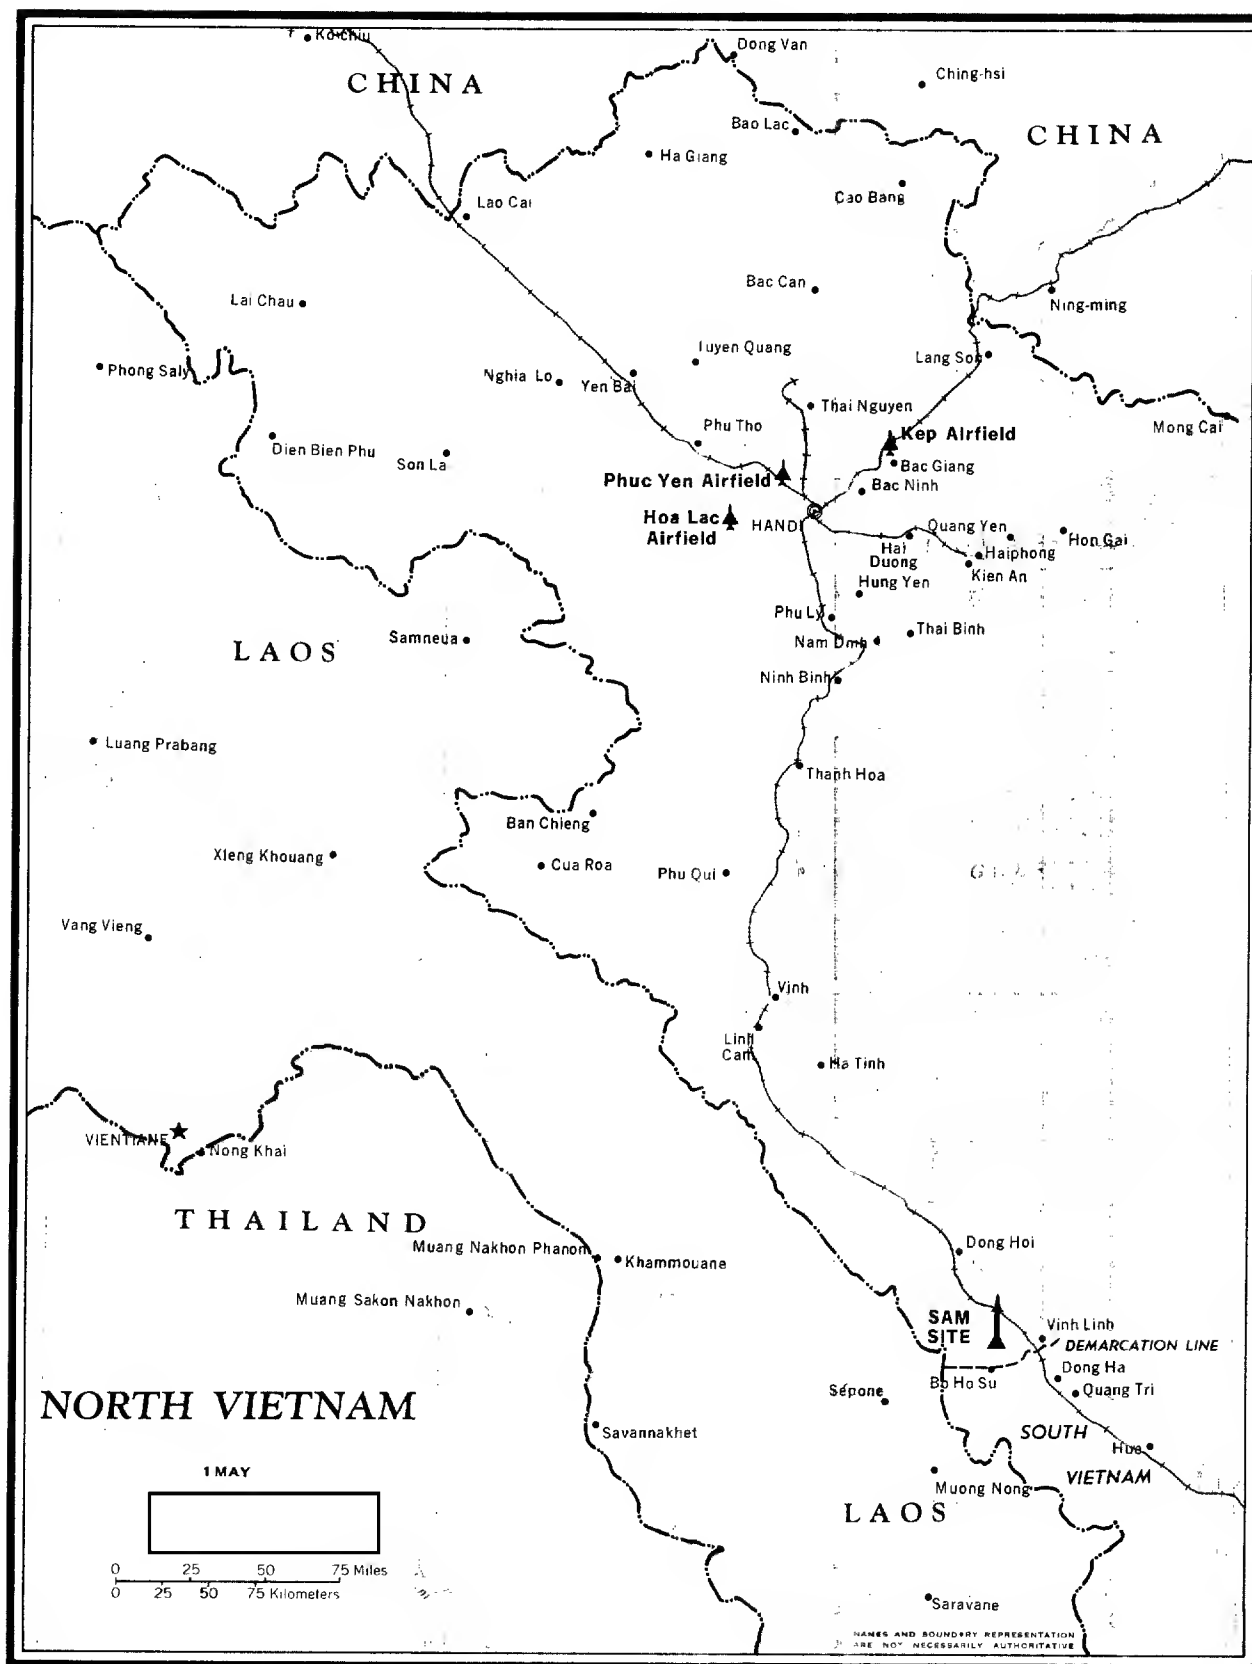 Ko-chiu
CHINA
Dong Van
Ching-hsi
Bao Lac
CHINA
Ha Giang
Cao Bang
Lao Cai
Bac Can
Lai Chau
Ning-ming
Tuyen Quang
Lang Son
Phong Saly
Nghia Lo
Yen Bai
Thai Nguyen
Mong Cai
Phu Tho
Kep Airfield
Dien Bien Phu
Son La
Bac Giang
Phuc Yen Airfield
Bac Ninh
Hoa Lac
Airfield
HANOI
Quang Yen
Hon Gai
Hai
Duong
Haiphong
Kien An
Hung Yen
Phu Ly
Thai Binh
Nam Dinh
Samneua
LAOS
Ninh Binh
Luang Prabang
Thanh Hoa
Ban Chieng
Xieng Khouang
Cua Roa
Phu Qui
Vang Vieng
Vinh
Linh
Cam
Ha Tinh
VIENTIANE
Nong Khai
THAILAND
Dong Hoi
Muang Nakhon Phanon
Khammouane
Muang Sakon Nakhon
SAM
SITE
Vinh Linh
DEMARCATION LINE
Dong Ha
Bo Ho Su
Quang Tri
Sépone
NORTH VIETNAM
Savannakhet
SOUTH
VIETNAM
Hue
1 MAY
Muong Nong
LAOS
0 25 50 75 Miles
0 25 50 75 Kilometers
Saravane
NAMES AND BOUNDARY REPRESENTATION
ARE NOT NECESSARILY AUTHORITATIVE